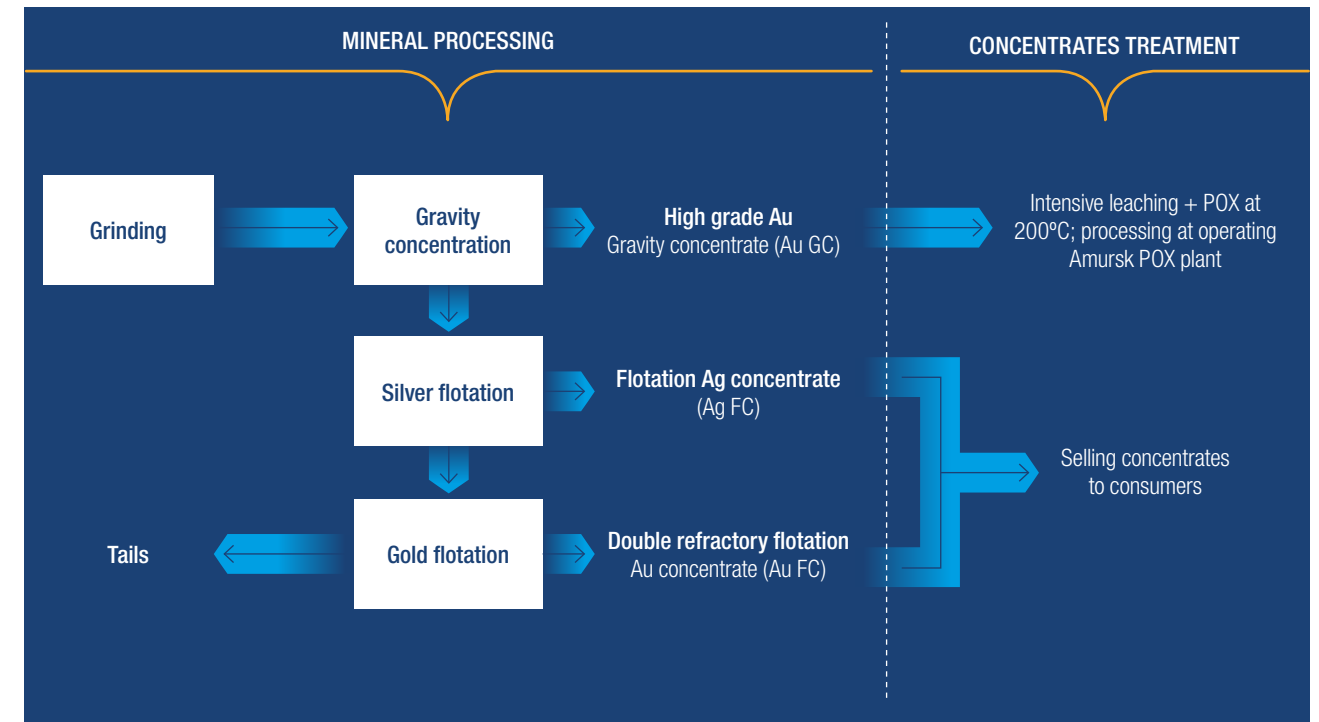 MINERAL PROCESSING
CONCENTRATES TREATMENT
Grinding
Gravity
concentration
High grade Au
Gravity concentrate (Au GC)
Intensive leaching + POX at
200ºC; processing at operating
Amursk POX plant
Silver flotation
Flotation Ag concentrate
(Ag FC)
Selling concentrates
to consumers
Tails
Gold flotation
Double refractory flotation
Au concentrate (Au FC)